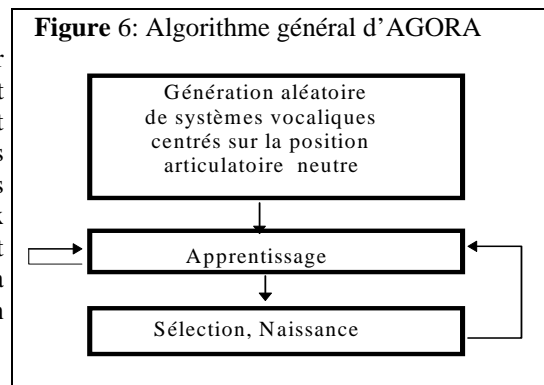 Figure 6: Algorithme général d’AGORA
Génération aléatoire
de systèmes vocaliques
centrés sur la position
articulatoire neutre
Apprentissage
Sélection, Naissance